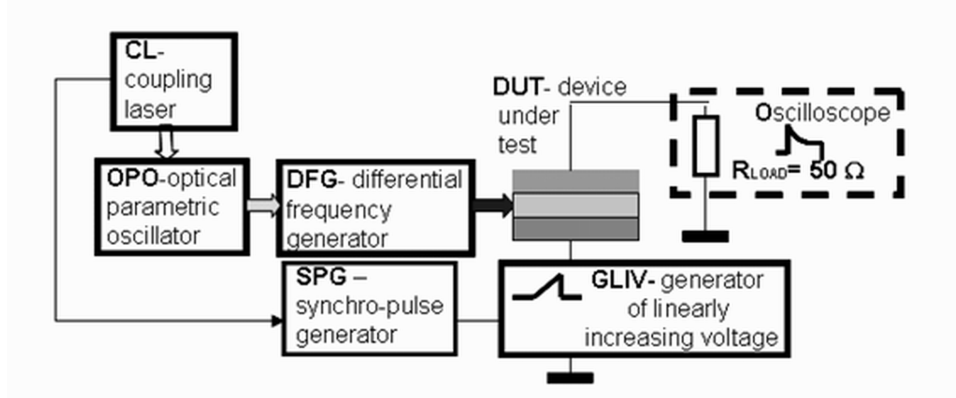 CL-
coupling
laser
OPO-optical
parametric
oscillator
DFG- differential
frequency
generator
DUT- device
under
test
Oscilloscope
RLOAD= 50 Ω
SPG –
synchro-pulse
generator
GLIV- generator
of linearly
increasing voltage